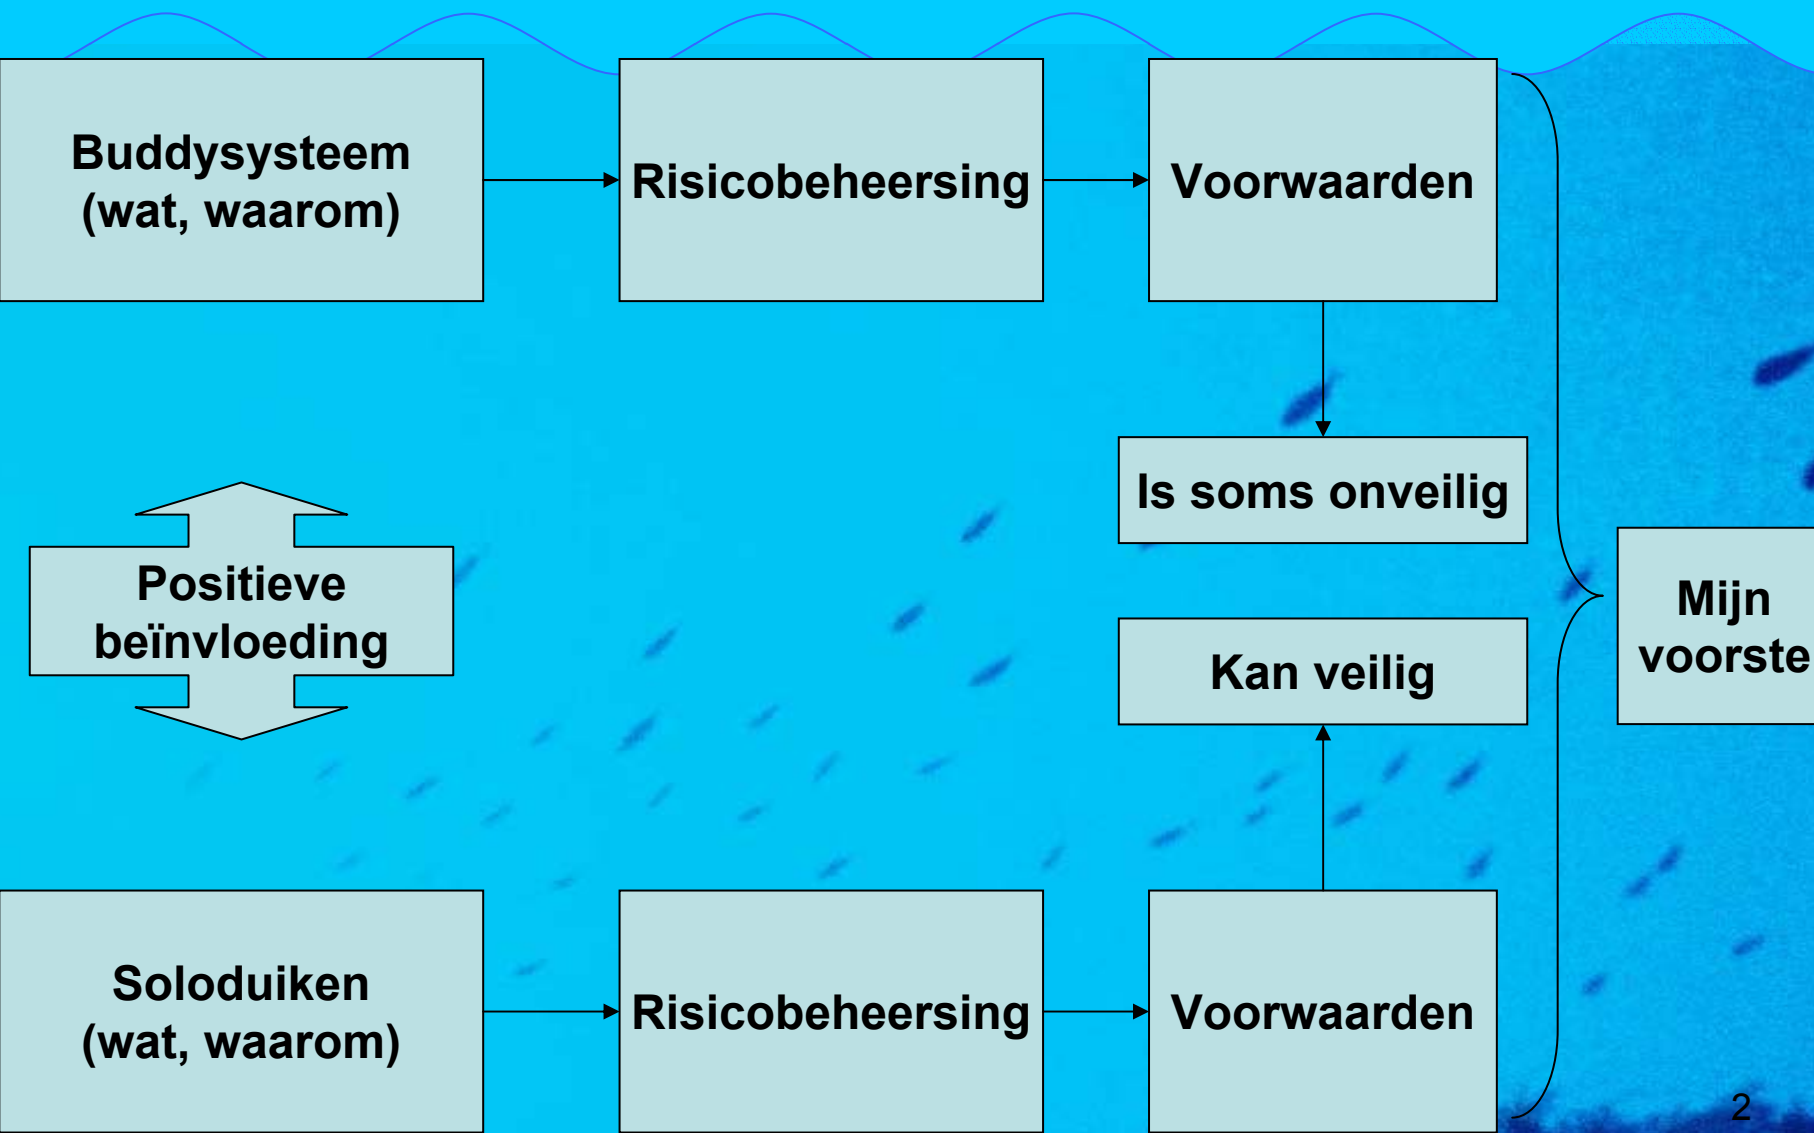 Buddysysteem
(wat, waarom)
Risicobeheersing
Voorwaarden
Is soms onveilig
Positieve
beïnvloeding
Kan veilig
Mijn
voorste
Soloduiken
(wat, waarom)
Risicobeheersing
Voorwaarden
2